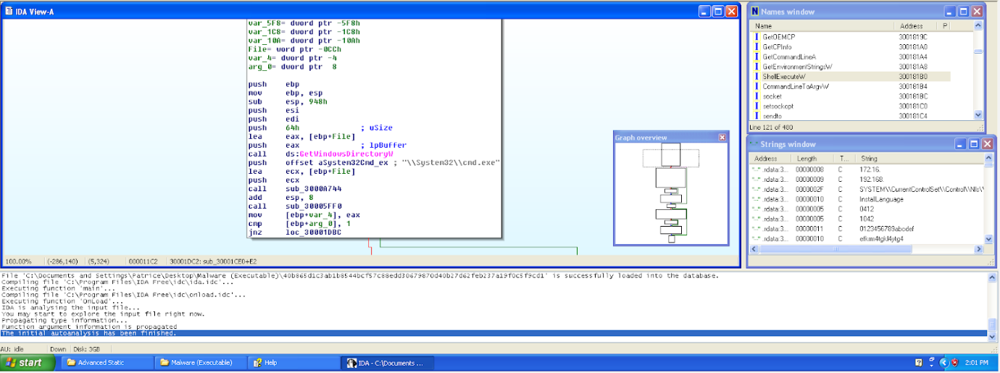 IDA View-A
var_5F8= dword ptr -5F8h
var_1C8= dword ptr -1C8h
var_10A= dword ptr -10Ah
File= word ptr -0CCh
var_4= dword ptr -4
arg_0= dword ptr  8
push    ebp
mov     ebp, esp
sub     esp, 948h
push    esi
push    edi
push    64h             ; uSize
lea     eax, [ebp+File]
push    eax             ; lpBuffer
call    ds:GetWindowsDirectoryW
push    offset aSystem32Cmd_ex ; "\\System32\\cmd.exe"
lea     ecx, [ebp+File]
push    ecx
call    sub_3000A744
add     esp, 8
call    sub_30005FF0
mov     [ebp+var_4], eax
cmp     [ebp+arg_0], 1
jnz     loc_30001DBC
Graph overview
100.00% (-286,140) (5,324) 000011C2 30001DC2: sub_30001CE0+E2
Names window
Name Address P
GetOEMCP 3001819C
GetCPInfo 300181A0
GetCommandLineA 300181A4
GetEnvironmentStringsW 300181A8
ShellExecuteW 300181B0
CommandLineToArgvW 300181B4
socket 300181BC
setsockopt 300181C0
sendto 300181C4
Line 121 of 480
Strings window
Address Length T... String
.rdata:3... 00000008 C 172.16.
.rdata:3... 00000009 C 192.168.
.rdata:3... 0000002F C SYSTEM\\CurrentControlSet\\Control\\Nls\\
.rdata:3... 00000010 C InstallLanguage
.rdata:3... 00000005 C 0412
.rdata:3... 00000005 C 1042
.rdata:3... 00000011 C 0123456789abcdef
.rdata:3... 00000010 C
File 'C:\Documents and Settings\Patrice\Desktop\Malware (Executable)\40b865d1c3ab1b8544bcf57c88edd30679870d40b27d62feb237a19f0c5f9cd1' is successfully loaded into the database.
Compiling file 'C:\Program Files\IDA Free\idc\ida.idc'...
Executing function 'main'...
Compiling file 'C:\Program Files\IDA Free\idc\onload.idc'...
Executing function 'OnLoad'...
IDA is analysing the input file...
You may start to explore the input file right now.
Propagating type information...
Function argument information is propagated
The initial autoanalysis has been finished.
AU: idle Down Disk: 3GB
start Advanced Static Malware (Executable) Help IDA - C:\Documents ... 2:01 PM